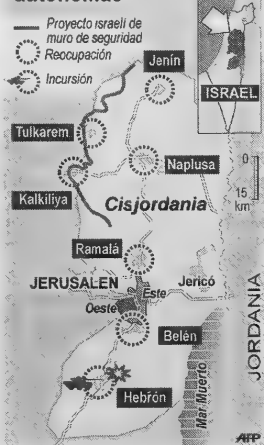 autónomas
Proyecto israelí de
muro de seguridad
Reocupación
Incursión
Jenín
ISRAEL
Tulkarem
Naplusa
0
15
km
Kalkiliya
Cisjordania
Ramalá
JERUSALEN
Este
Jericó
Oeste
Belén
JORDANIA
Mar Muerto
Hebrón
AFP